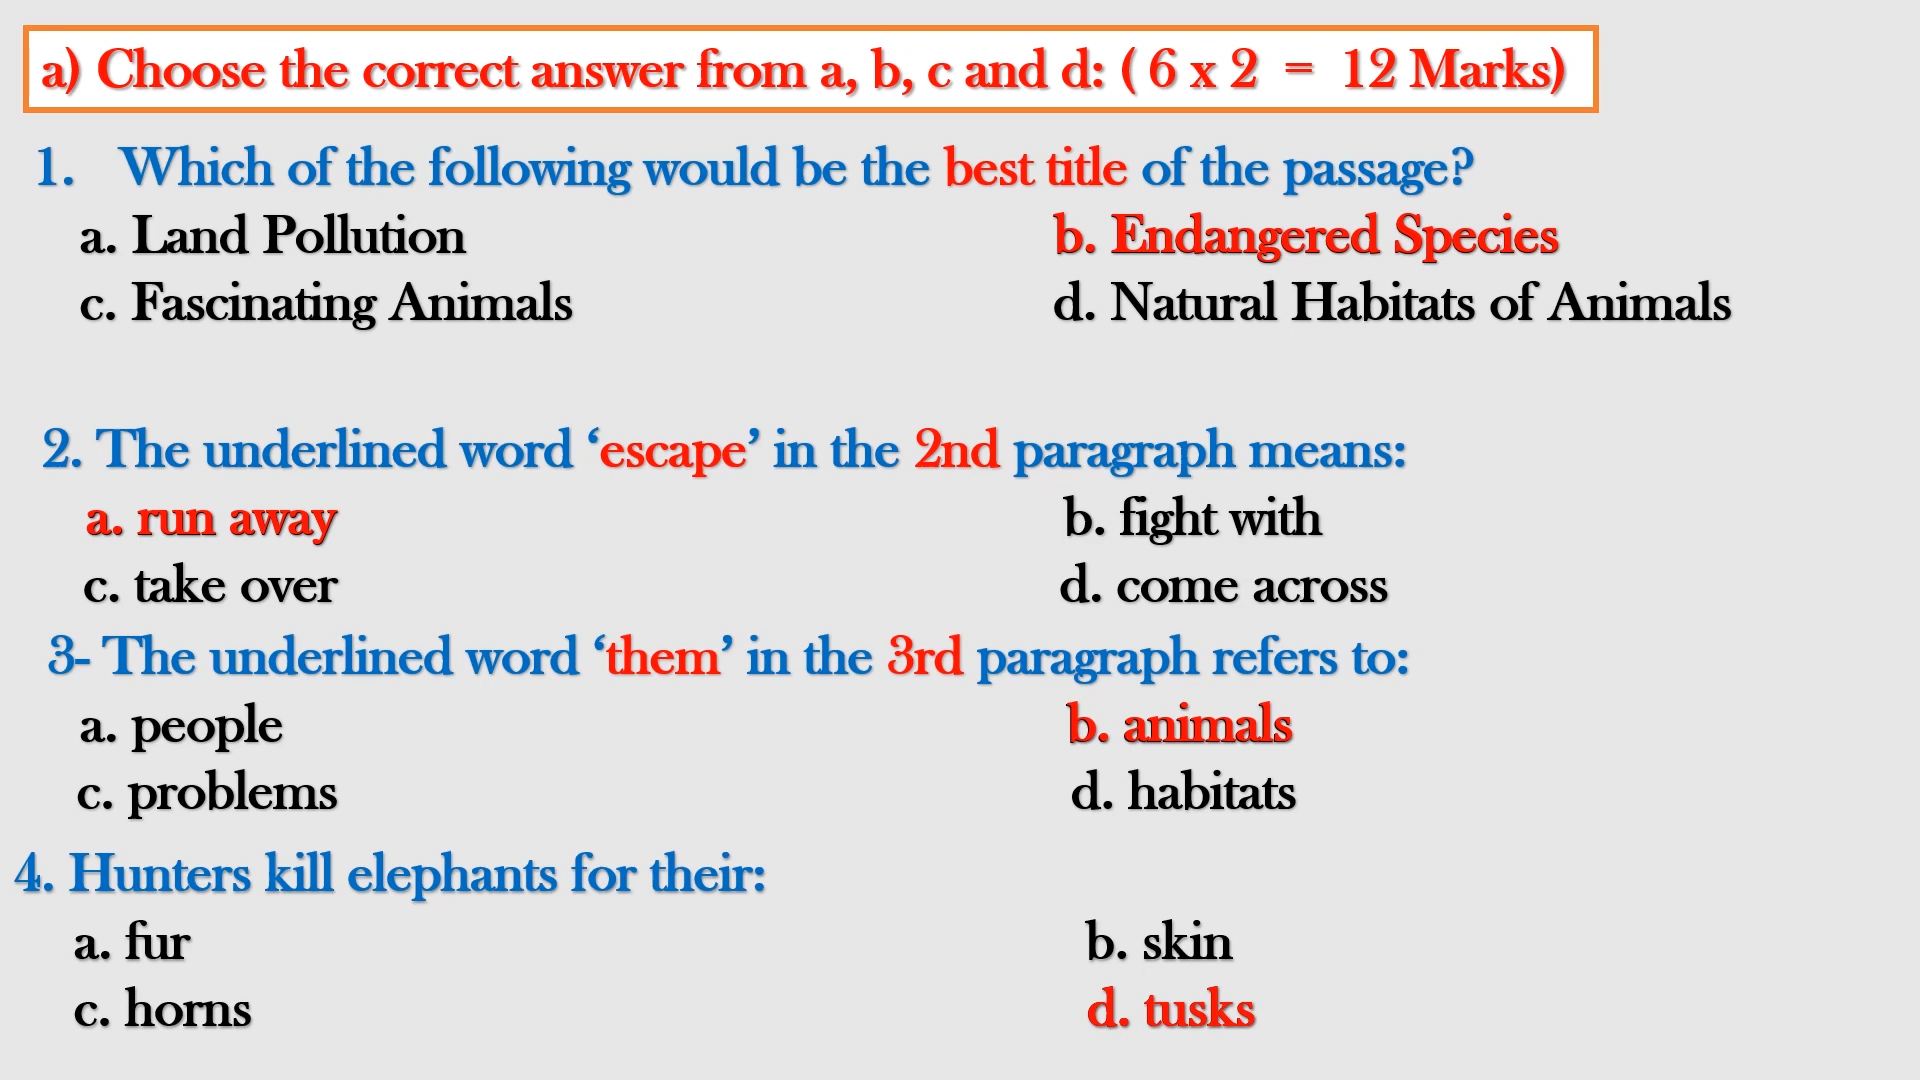 a) Choose the correct answer from a, b, c and d: ( 6 x 2 = 12 Marks)
1. Which of the following would be the best title of the passage?
a. Land Pollution b. Endangered Species
c. Fascinating Animals d. Natural Habitats of Animals
2. The underlined word ‘escape’ in the 2nd paragraph means:
a. run away b. fight with
c. take over d. come across
3- The underlined word ‘them’ in the 3rd paragraph refers to:
a. people b. animals
c. problems d. habitats
4. Hunters kill elephants for their:
a. fur b. skin
c. horns d. tusks